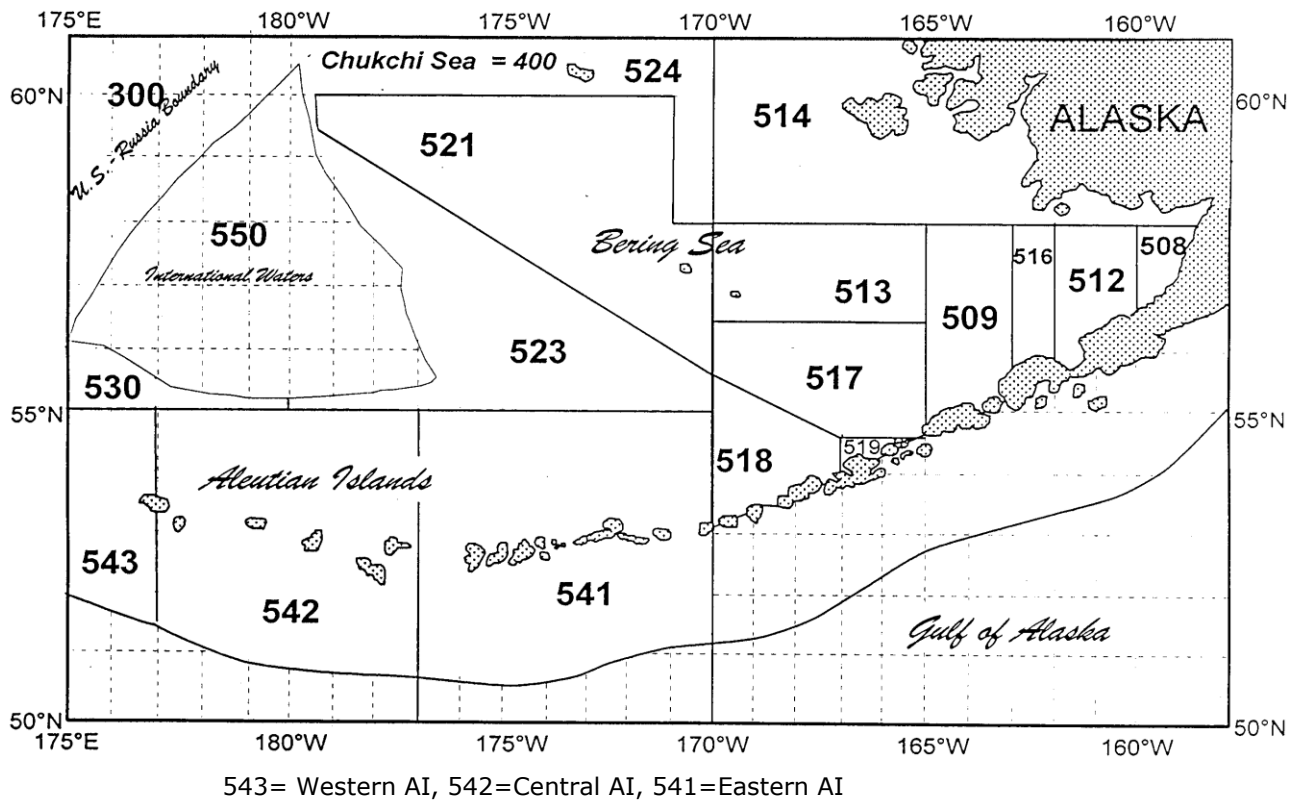 175°E 180°W 175°W 170°W 165°W 160°W
Chukchi Sea = 400
524
300
60°N
60°N
U.S.-Russia Boundary
514
ALASKA
521
550
International Waters
Bering Sea
516
508
513
512
509
523
517
530
55°N
55°N
518
519
Aleutian Islands
543
542
541
Gulf of Alaska
50°N
50°N
175°E 180°W 175°W 170°W 165°W 160°W
543= Western AI, 542=Central AI, 541=Eastern AI